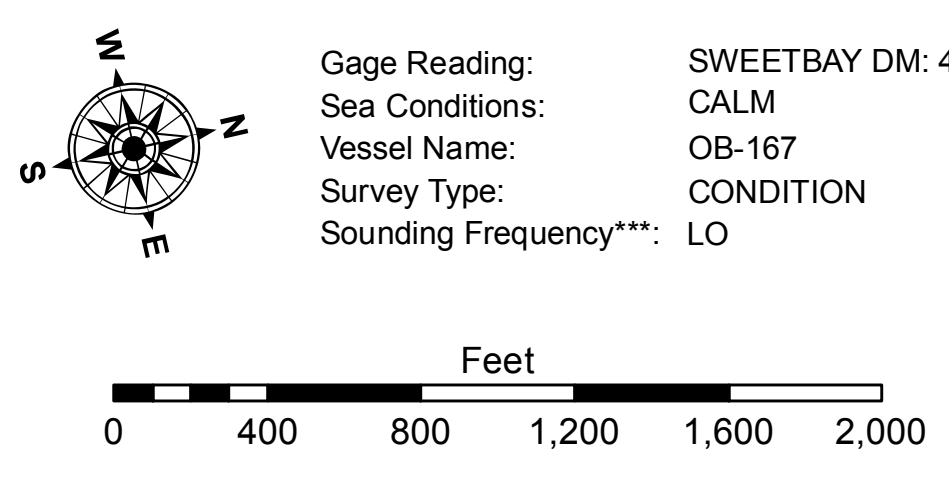 W
N
S
E
Gage Reading: SWEETBAY DM: 4
Sea Conditions: CALM
Vessel Name: OB-167
Survey Type: CONDITION
Sounding Frequency***: LO
Feet
0 400 800 1,200 1,600 2,000